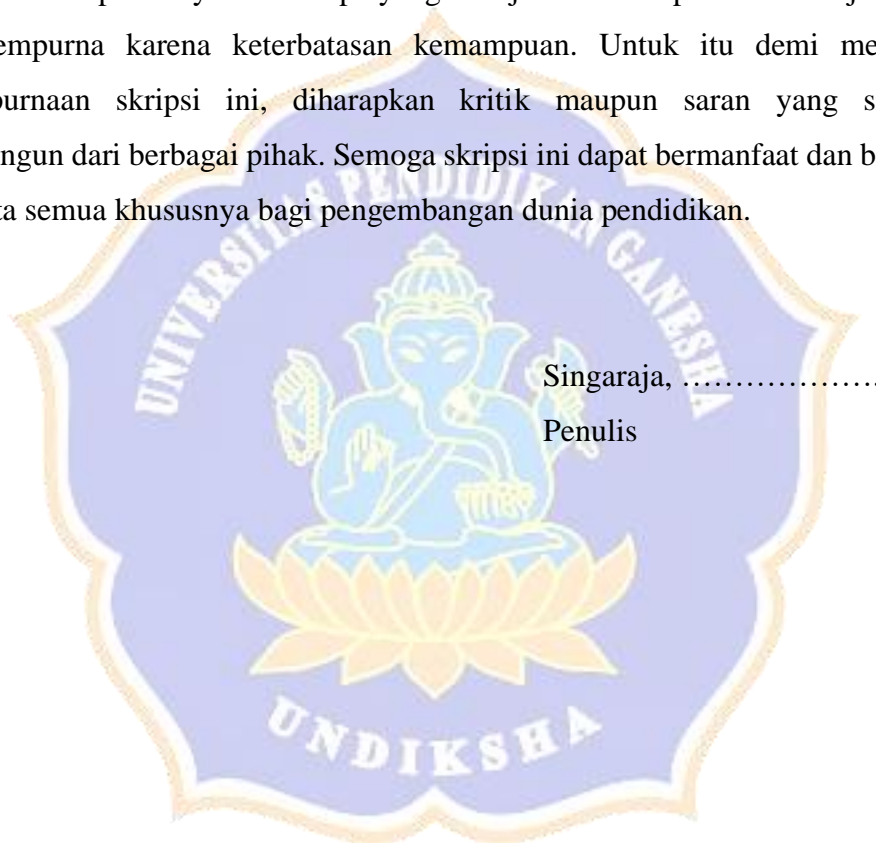 empurna karena keterbatasan kemampuan. Untuk itu demi me
purnaan skripsi ini, diharapkan kritik maupun saran yang s
ngun dari berbagai pihak. Semoga skripsi ini dapat bermanfaat dan b
ta semua khususnya bagi pengembangan dunia pendidikan.
UNIVERSITAS PENDIDIKAN GANESHA
Singaraja, ………………….
Penulis
UNDIKSHA